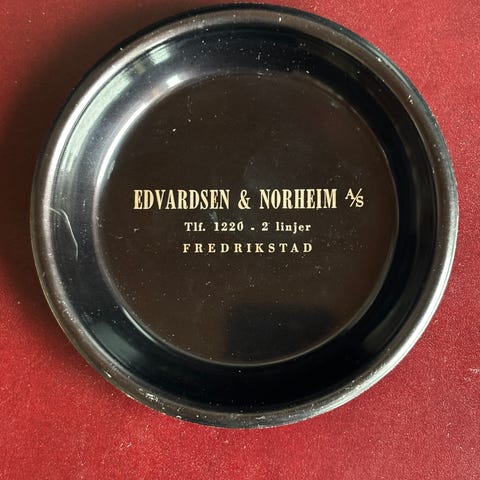 EDVARDSEN & NORHEIM A/S
Tlf. 1220 - 2 linjer
FREDRIKSTAD